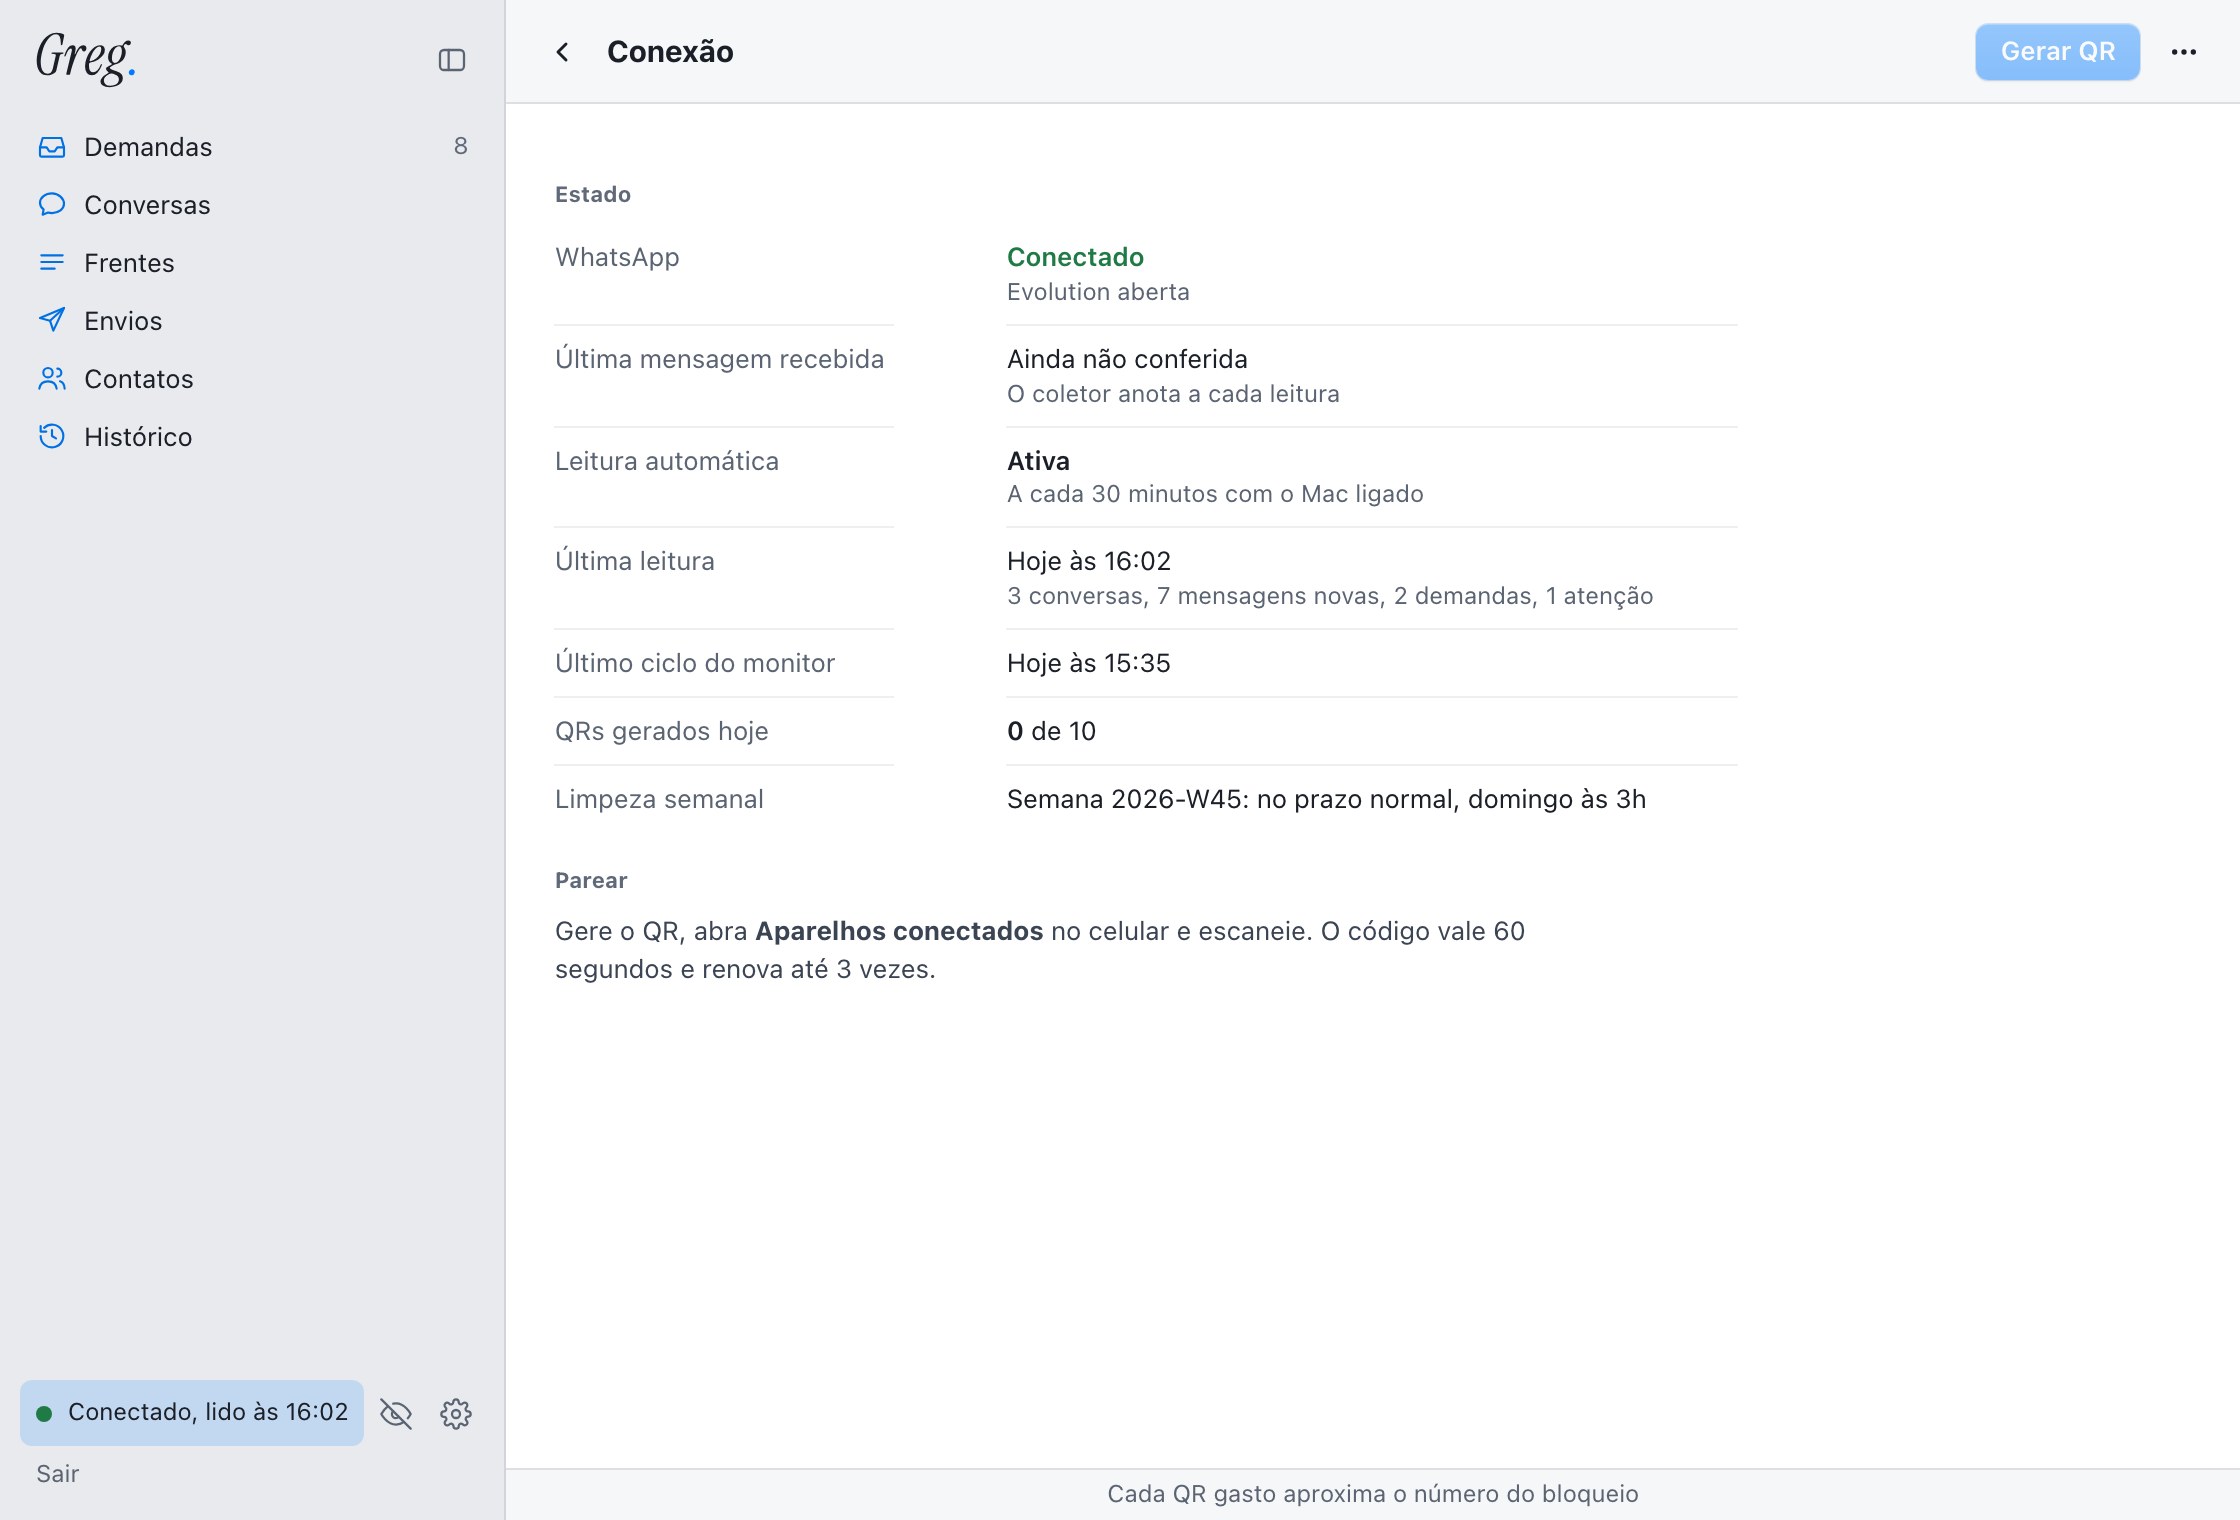 Greg.
Demandas 8
Conversas
Frentes
Envios
Contatos
Histórico
Conectado, lido às 16:02
Sair
Conexão
Gerar QR
Estado
WhatsApp
Conectado
Evolution aberta
Última mensagem recebida
Ainda não conferida
O coletor anota a cada leitura
Leitura automática
Ativa
A cada 30 minutos com o Mac ligado
Última leitura
Hoje às 16:02
3 conversas, 7 mensagens novas, 2 demandas, 1 atenção
Último ciclo do monitor
Hoje às 15:35
QRs gerados hoje
0 de 10
Limpeza semanal
Semana 2026-W45: no prazo normal, domingo às 3h
Parear
Gere o QR, abra Aparelhos conectados no celular e escaneie. O código vale 60
segundos e renova até 3 vezes.
Cada QR gasto aproxima o número do bloqueio